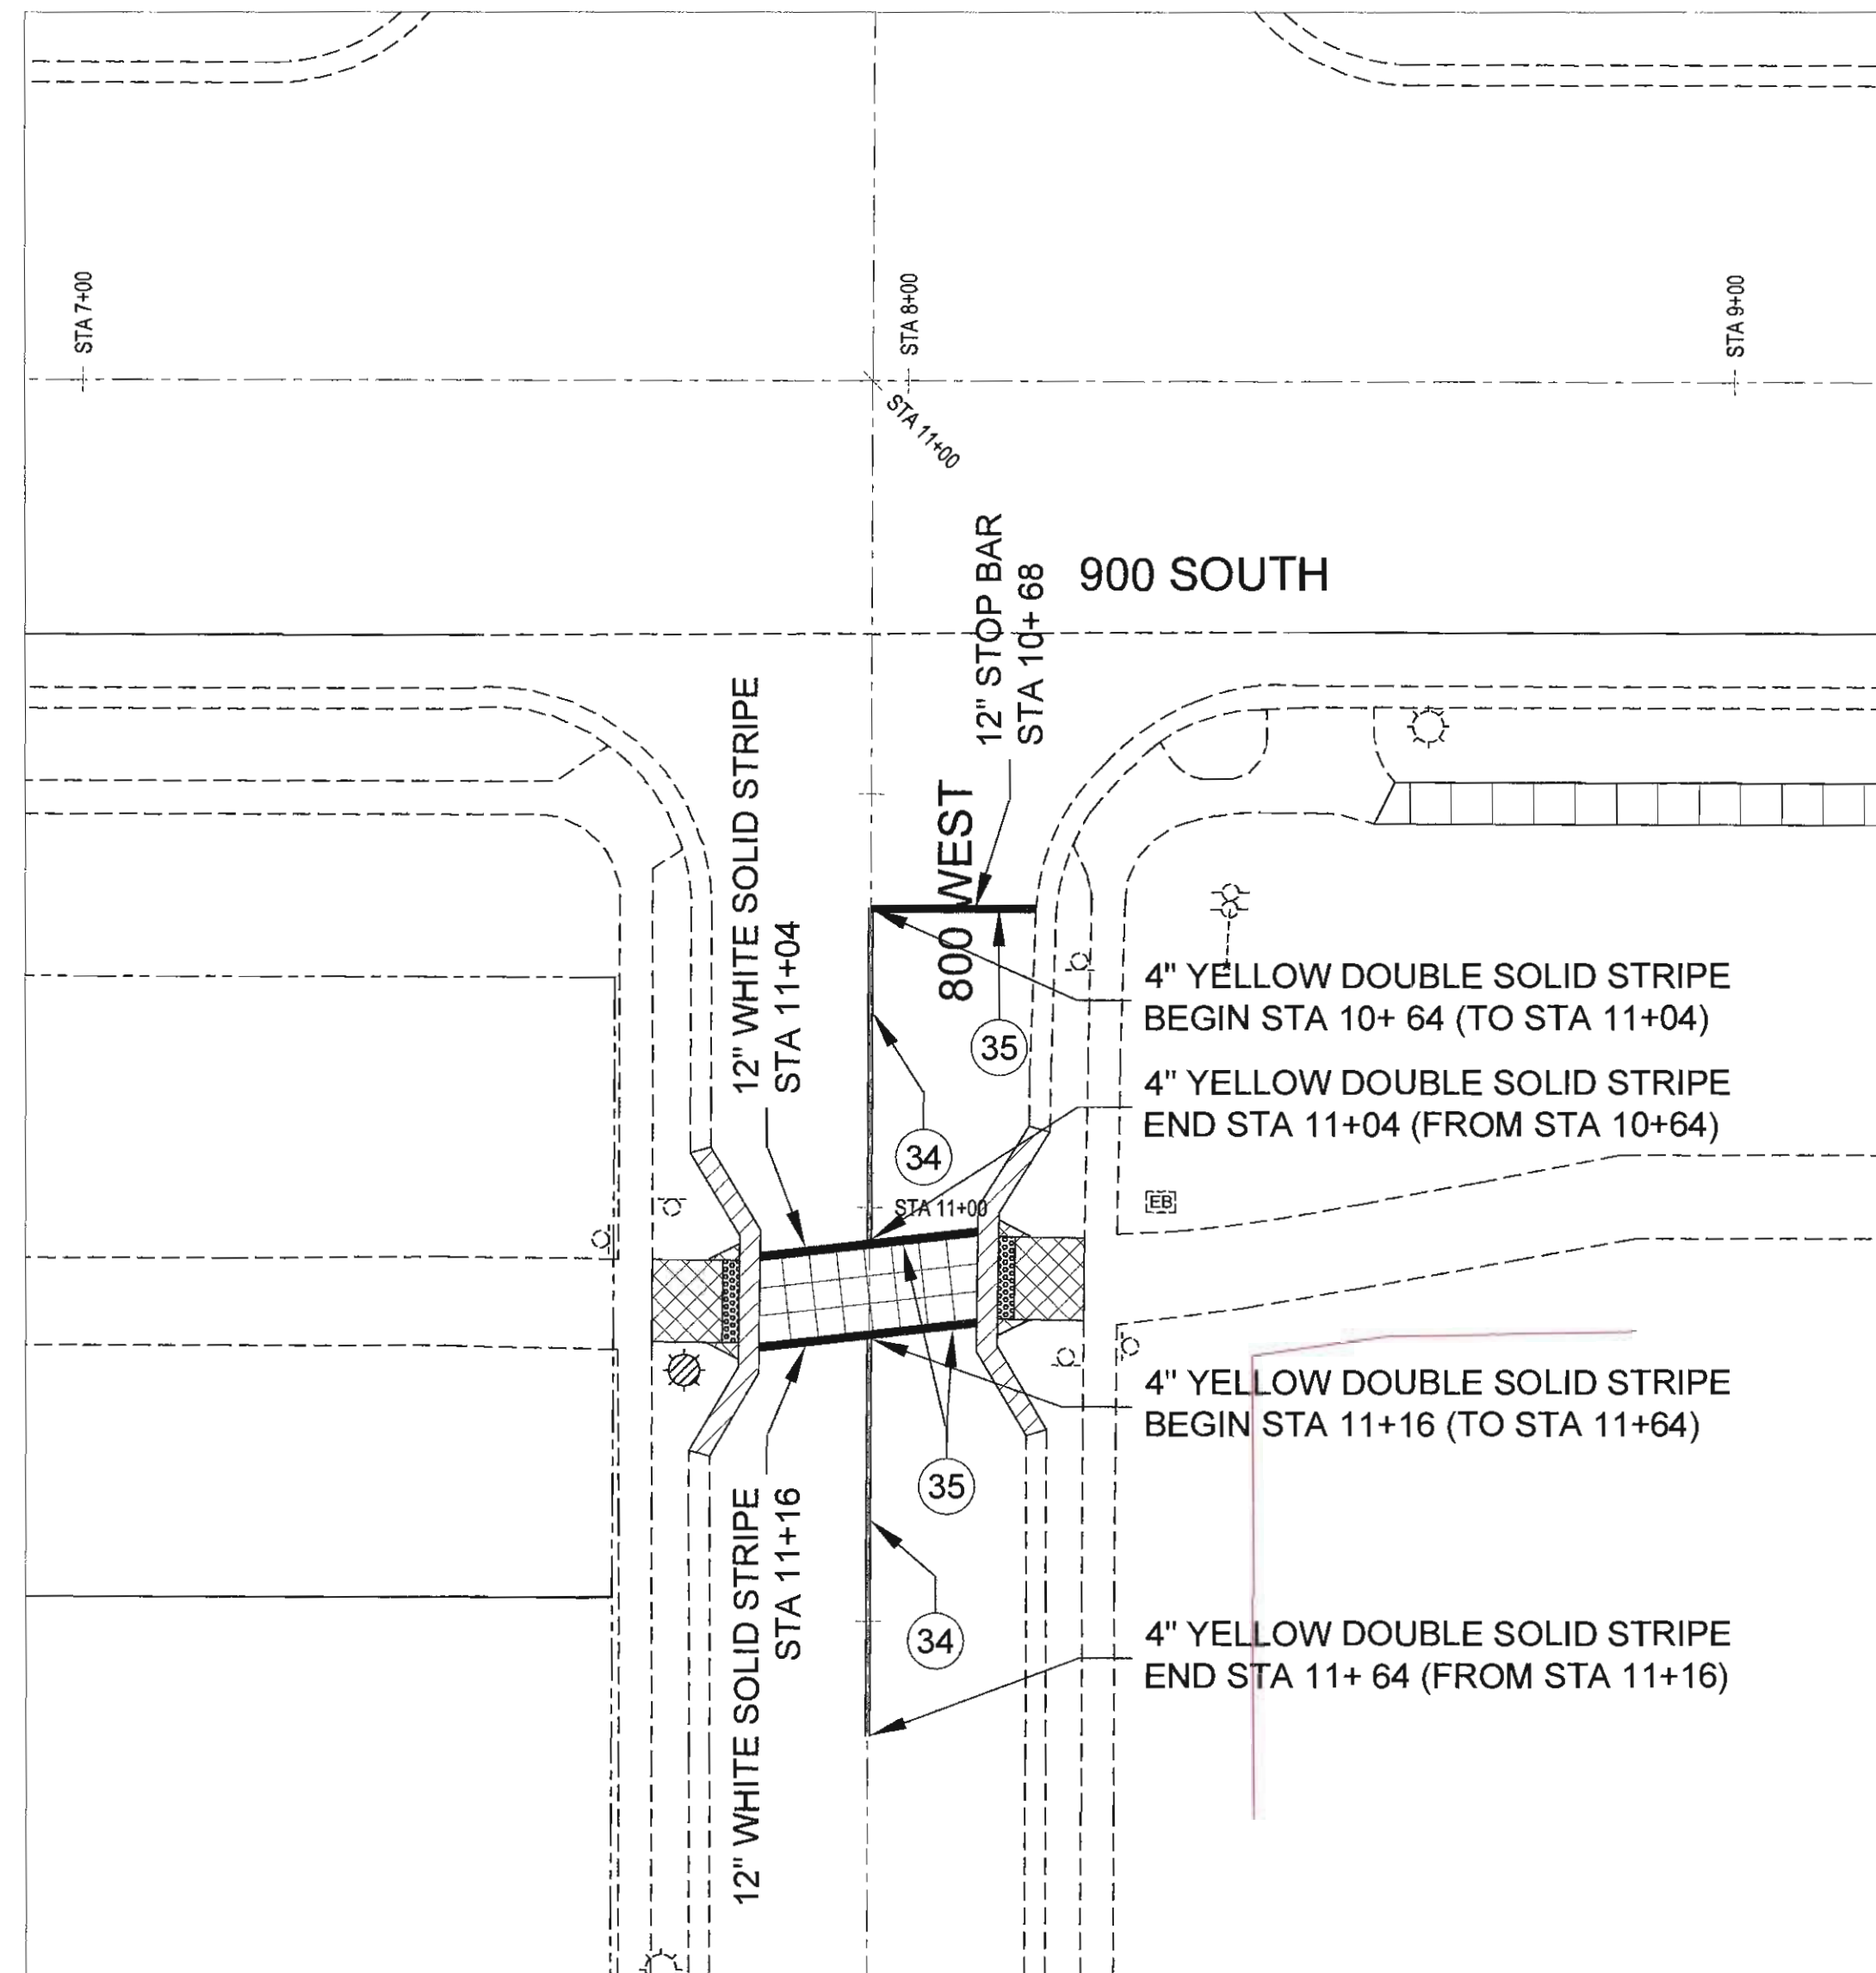 STA 7+00
STA 8+00
STA 9+00
STA 11+00
12" STOP BAR
STA 10+ 68
900 SOUTH
12" WHITE SOLID STRIPE
STA 11+04
800 WEST
4" YELLOW DOUBLE SOLID STRIPE
BEGIN STA 10+ 64 (TO STA 11+04)
35
4" YELLOW DOUBLE SOLID STRIPE
END STA 11+04 (FROM STA 10+64)
34
STA 11+00
EB
4" YELLOW DOUBLE SOLID STRIPE
BEGIN STA 11+16 (TO STA 11+64)
35
12" WHITE SOLID STRIPE
STA 11+16
34
4" YELLOW DOUBLE SOLID STRIPE
END STA 11+ 64 (FROM STA 11+16)